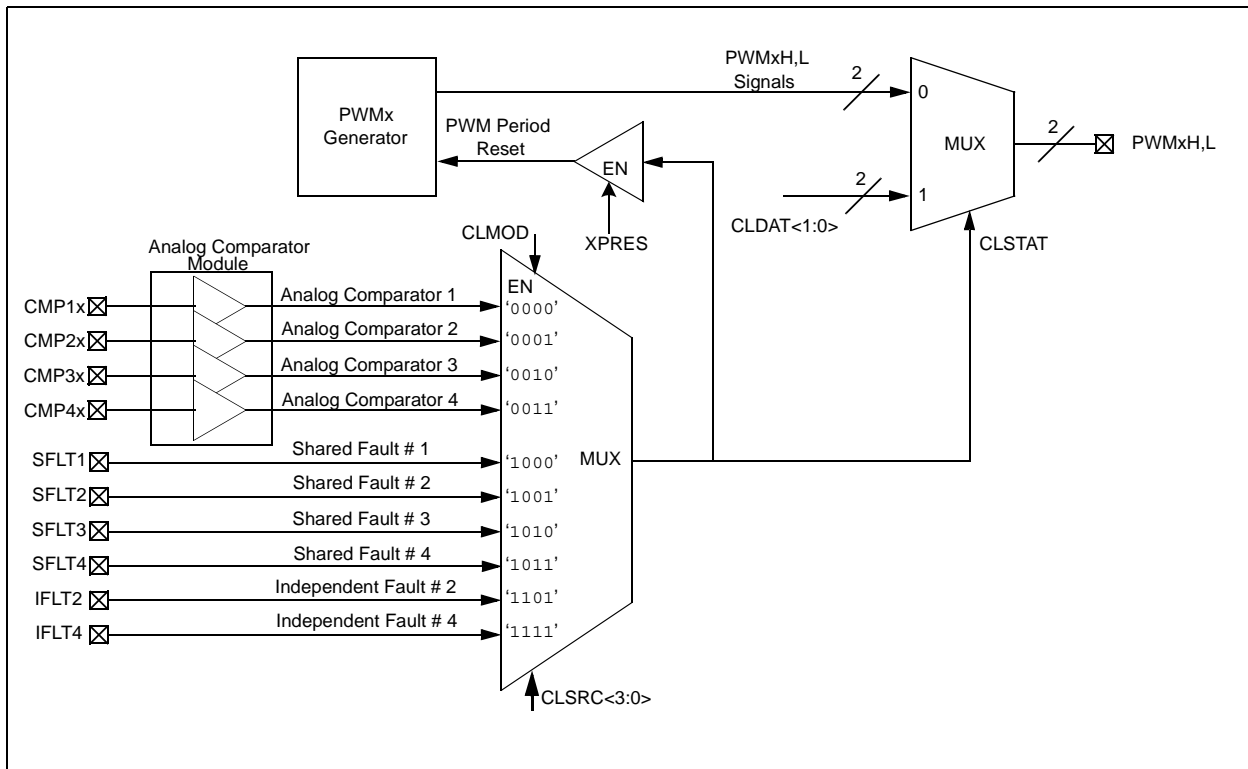 PWMx
Generator
PWMxH,L
Signals
2
0
MUX
2
PWMxH,L
PWM Period
Reset
EN
XPRES
2
1
CLDAT<1:0>
CLSTAT
CLMOD
Analog Comparator
Module
EN
CMP1x
Analog Comparator 1
‘0000’
CMP2x
Analog Comparator 2
‘0001’
CMP3x
Analog Comparator 3
‘0010’
CMP4x
Analog Comparator 4
‘0011’
SFLT1
Shared Fault # 1
‘1000’
MUX
SFLT2
Shared Fault # 2
‘1001’
SFLT3
Shared Fault # 3
‘1010’
SFLT4
Shared Fault # 4
‘1011’
IFLT2
Independent Fault # 2
‘1101’
IFLT4
Independent Fault # 4
‘1111’
CLSRC<3:0>